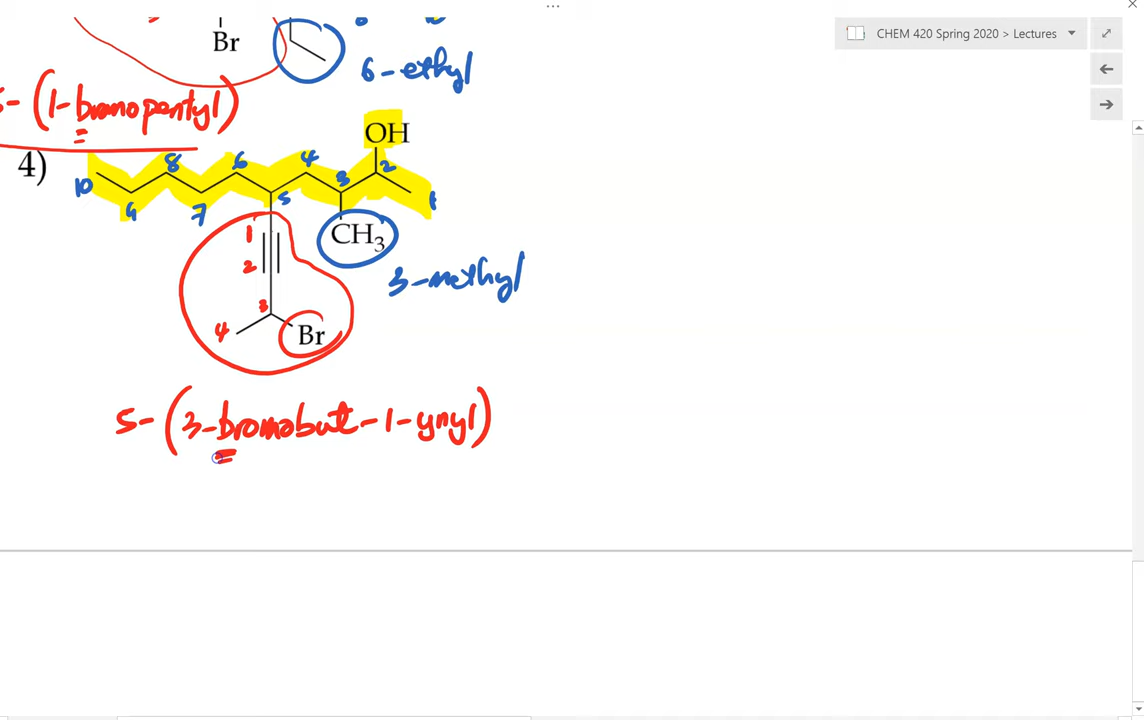 CHEM 420 Spring 2020 > Lectures
Br
6-ethyl
(1-bromopentyl)
4)
OH
10 9 8 7 6 5 4 3 2 1
CH3
3-methyl
1
2
3
4
Br
5-(3-bromobut-1-ynyl)